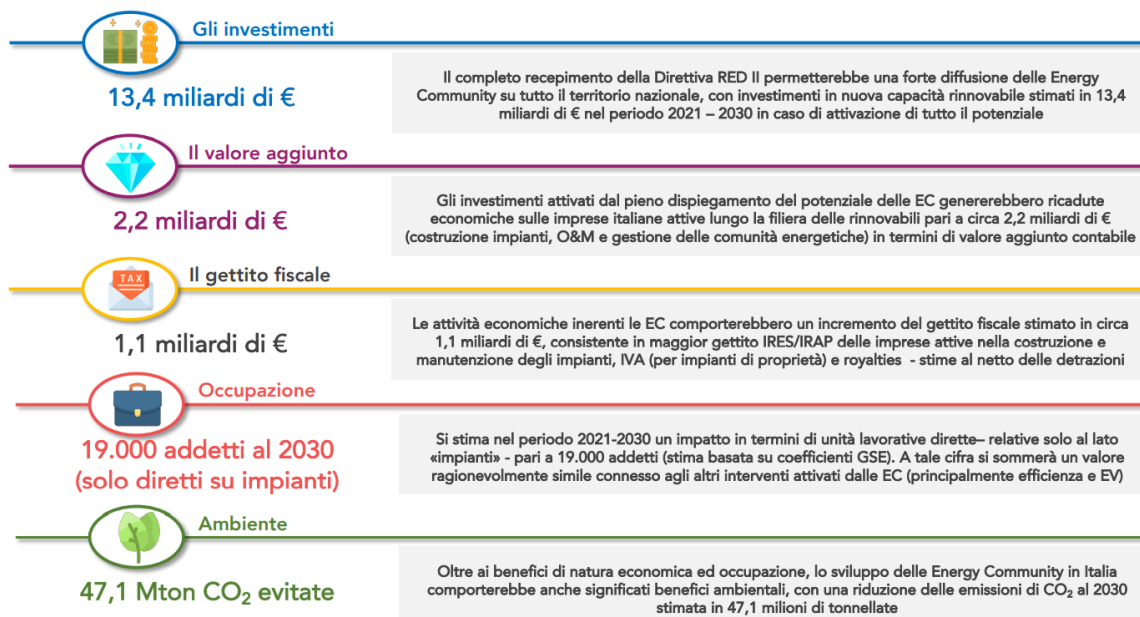 Gli investimenti
13,4 miliardi di €
Il completo recepimento della Direttiva RED II permetterebbe una forte diffusione delle Energy
Community su tutto il territorio nazionale, con investimenti in nuova capacità rinnovabile stimati in 13,4
miliardi di € nel periodo 2021 – 2030 in caso di attivazione di tutto il potenziale
Il valore aggiunto
2,2 miliardi di €
Gli investimenti attivati dal pieno dispiegamento del potenziale delle EC genererebbero ricadute
economiche sulle imprese italiane attive lungo la filiera delle rinnovabili pari a circa 2,2 miliardi di €
(costruzione impianti, O&M e gestione delle comunità energetiche) in termini di valore aggiunto contabile
TAX
Il gettito fiscale
1,1 miliardi di €
Le attività economiche inerenti le EC comporterebbero un incremento del gettito fiscale stimato in circa
1,1 miliardi di €, consistente in maggior gettito IRES/IRAP delle imprese attive nella costruzione e
manutenzione degli impianti, IVA (per impianti di proprietà) e royalties - stime al netto delle detrazioni
Occupazione
19.000 addetti al 2030
(solo diretti su impianti)
Si stima nel periodo 2021-2030 un impatto in termini di unità lavorative dirette– relative solo al lato
«impianti» - pari a 19.000 addetti (stima basata su coefficienti GSE). A tale cifra si sommerà un valore
ragionevolmente simile connesso agli altri interventi attivati dalle EC (principalmente efficienza e EV)
Ambiente
47,1 Mton CO₂ evitate
Oltre ai benefici di natura economica ed occupazione, lo sviluppo delle Energy Community in Italia
comporterebbe anche significati benefici ambientali, con una riduzione delle emissioni di CO₂ al 2030
stimata in 47,1 milioni di tonnellate